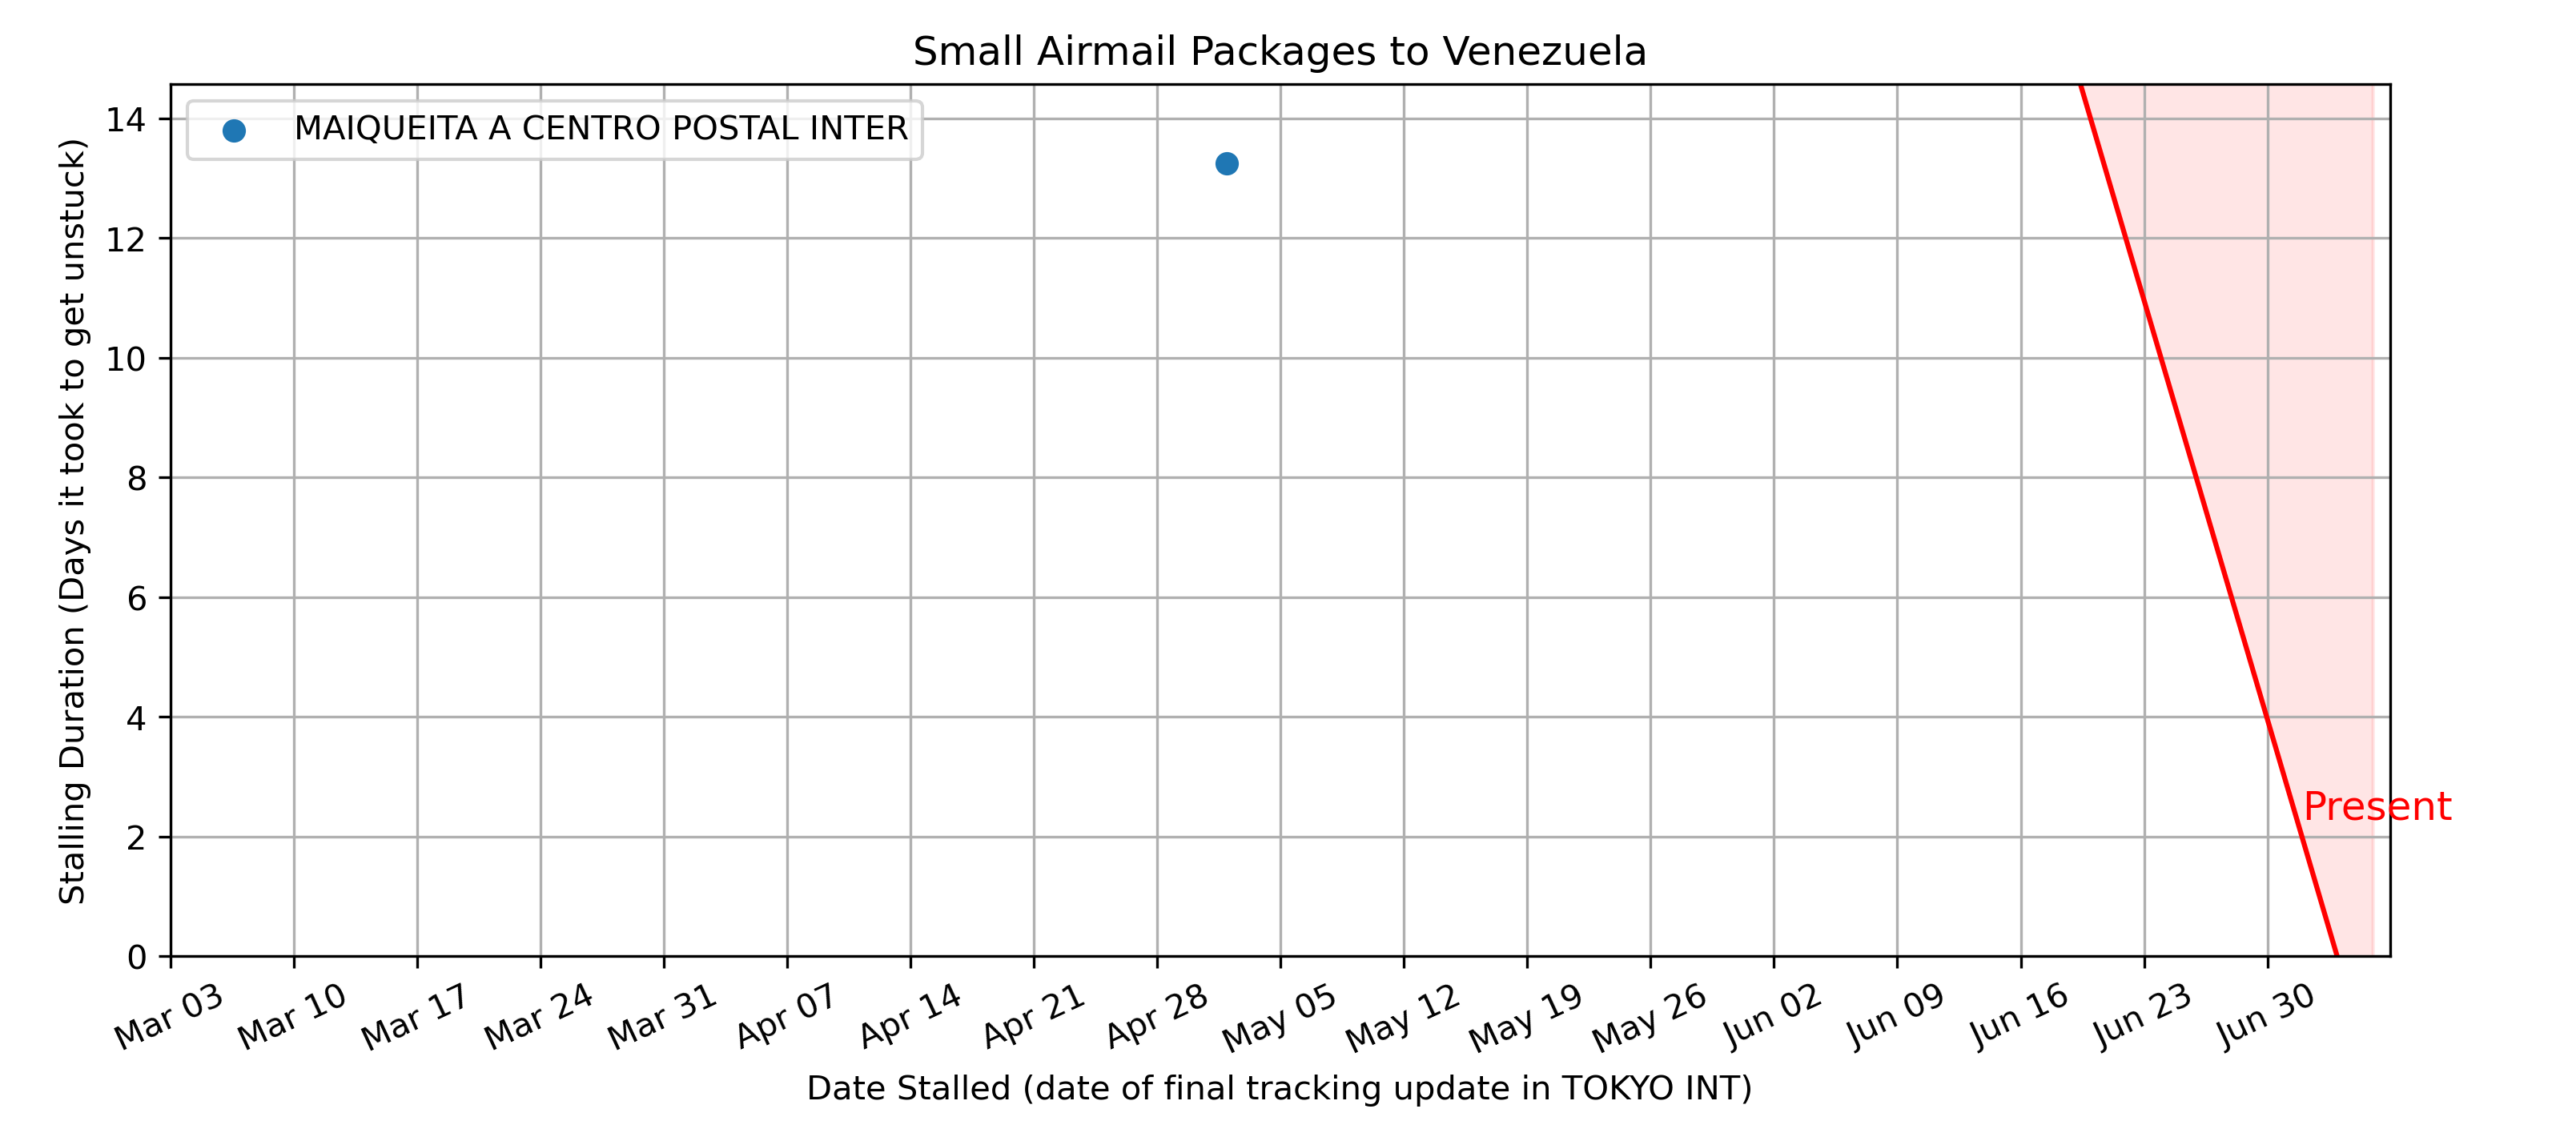 Small Airmail Packages to Venezuela
MAIQUEITA A CENTRO POSTAL INTER
Stalling Duration (Days it took to get unstuck)
14
12
10
8
6
4
2
0
Present
Mar 03
Mar 10
Mar 17
Mar 24
Mar 31
Apr 07
Apr 14
Apr 21
Apr 28
May 05
May 12
May 19
May 26
Jun 02
Jun 09
Jun 16
Jun 23
Jun 30
Date Stalled (date of final tracking update in TOKYO INT)